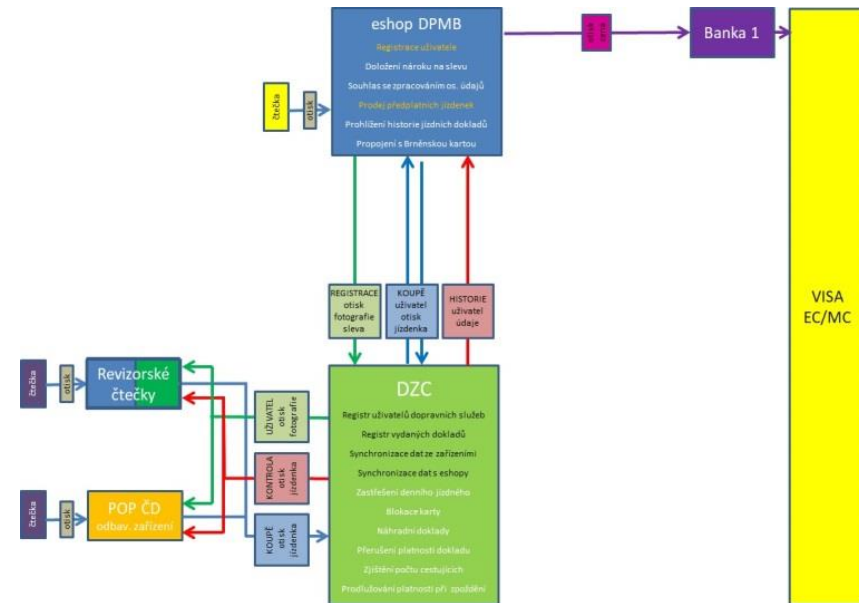 eshop DPMB
Registrace uživatele
Doložení nároku na slevu
Souhlas se zpracováním os. údajů
Prodej předplatních jízdenek
Prohlížení historie jízdních dokladů
Propojení s Brněnskou kartou
čtečka
otisk
otisk
cena
Banka 1
VISA
EC/MC
REGISTRACE
otisk
fotografie
sleva
KOUPĚ
uživatel
otisk
jízdenka
HISTORIE
uživatel
údaje
čtečka
otisk
Revizorské
čtečky
UŽIVATEL
otisk
fotografie
KONTROLA
otisk
jízdenka
čtečka
otisk
POP ČD
odbav. zařízení
KOUPĚ
otisk
jízdenka
DZC
Registr uživatelů dopravních služeb
Registr vydaných dokladů
Synchronizace dat ze zařízeními
Synchronizace dat s eshopy
Zastřešení denního jízdného
Blokace karty
Náhradní doklady
Přerušení platnosti dokladu
Zjištění počtu cestujících
Prodlužování platnosti při zpoždění